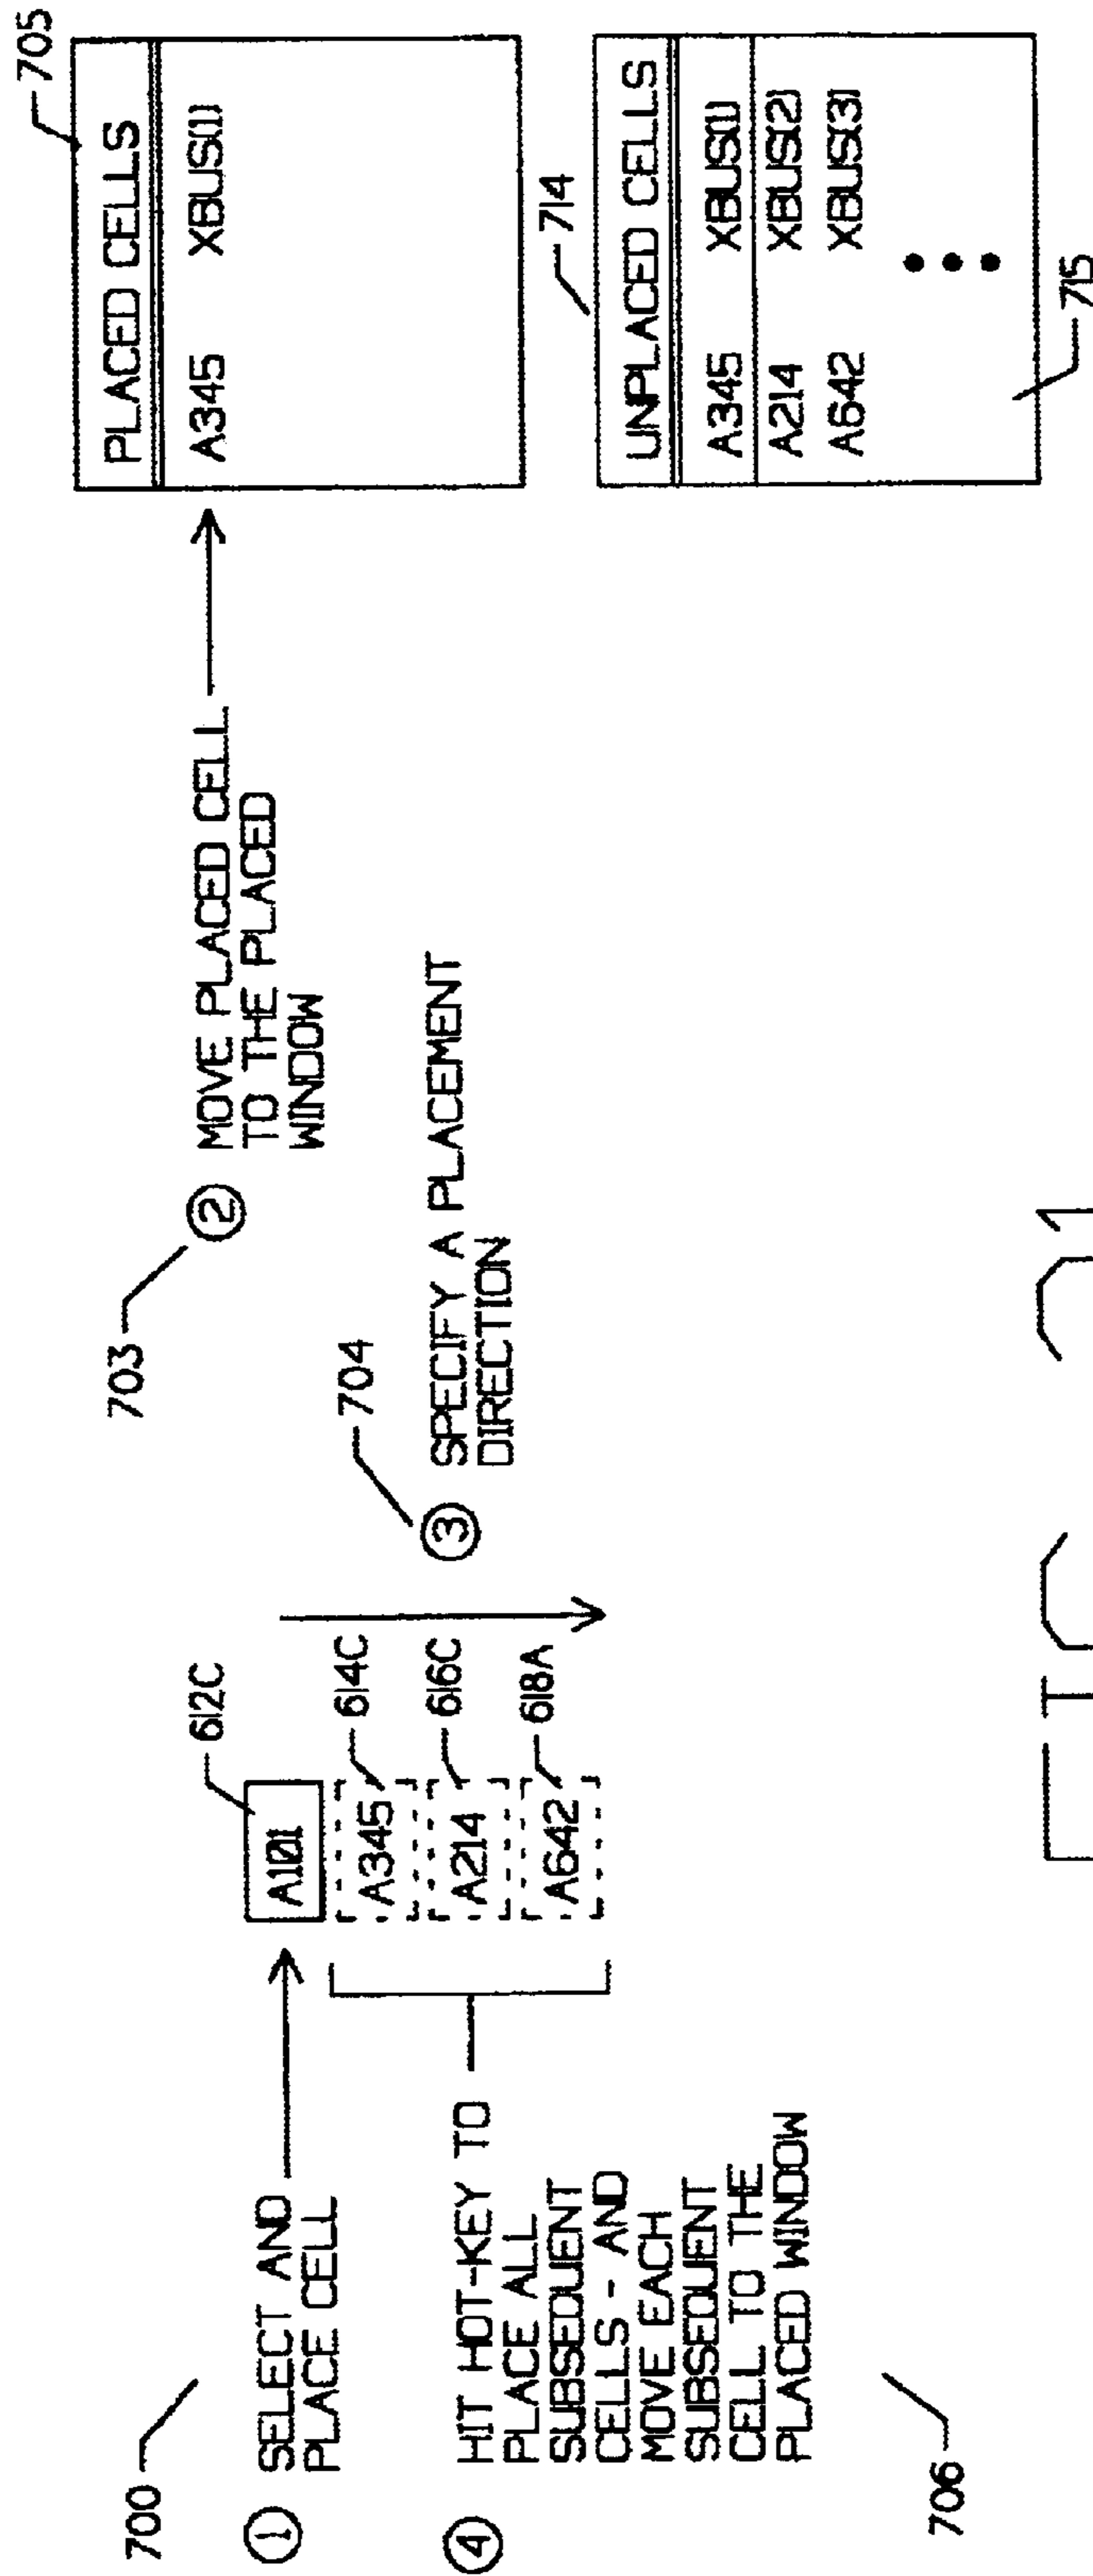 700
① SELECT AND
PLACE CELL
A101
612C
703
② MOVE PLACED CELL
TO THE PLACED
WINDOW
705
PLACED CELLS
A345 XBUS(1)
④ HIT HOT-KEY TO
PLACE ALL
SUBSEQUENT
CELLS - AND
MOVE EACH
SUBSEQUENT
CELL TO THE
PLACED WINDOW
706
A345
614C
A214
616C
A642
618A
704
③ SPECIFY A PLACEMENT
DIRECTION
714
UNPLACED CELLS
A345 XBUS(1)
A214 XBUS(2)
A642 XBUS(3)
715